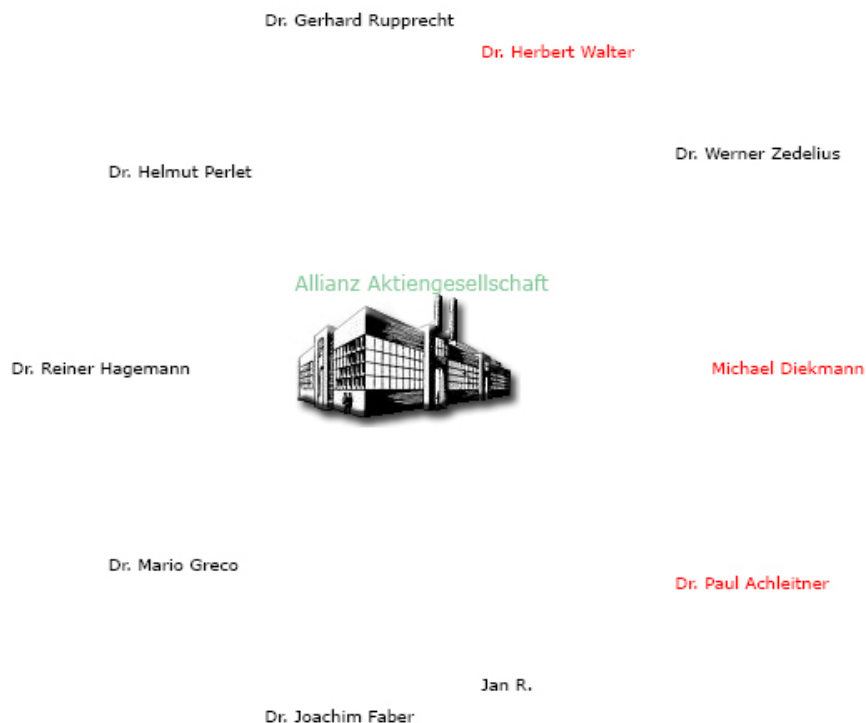 Dr. Gerhard Rupprecht
Dr. Herbert Walter
Dr. Werner Zedelius
Dr. Helmut Perlet
Allianz Aktiengesellschaft
Dr. Reiner Hagemann
Michael Diekmann
Dr. Mario Greco
Dr. Paul Achleitner
Jan R.
Dr. Joachim Faber